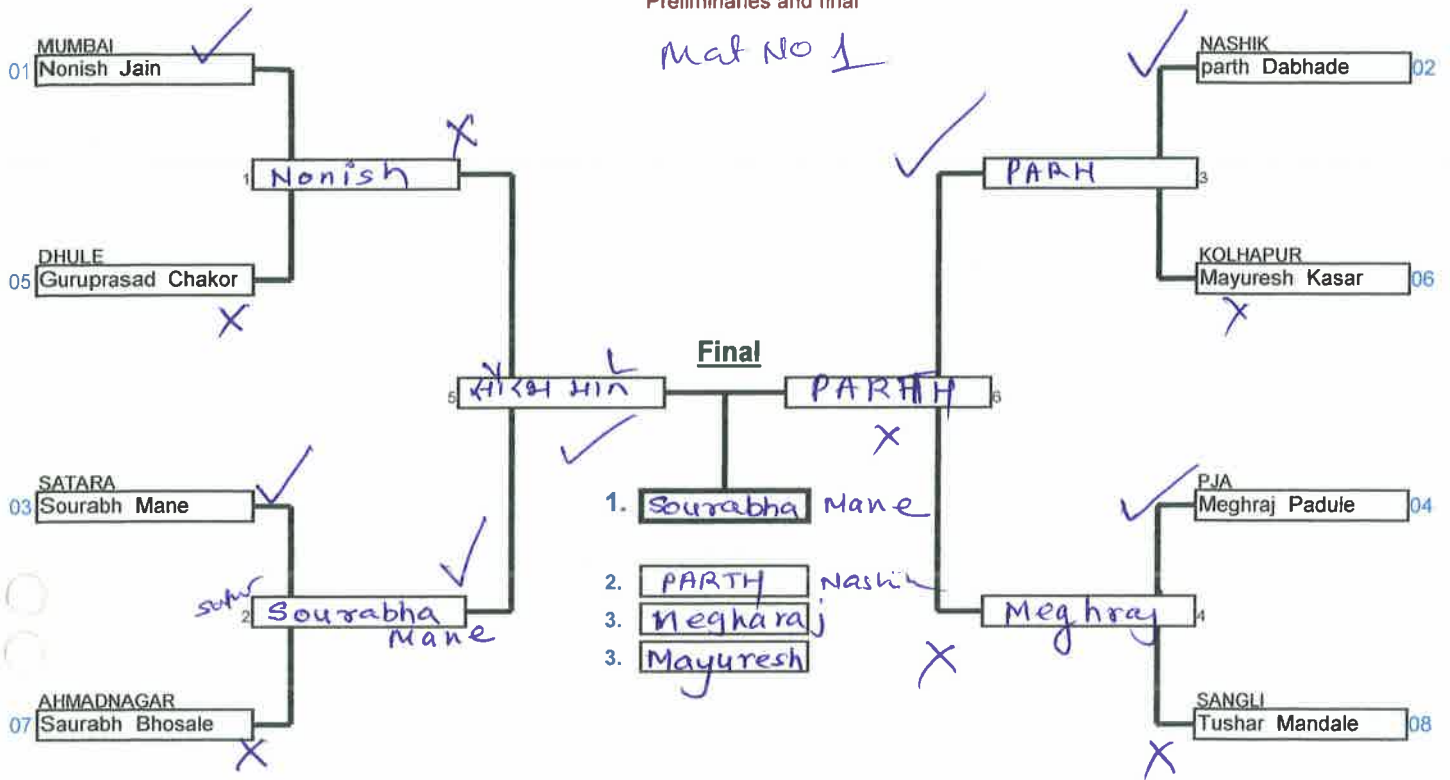 Preliminaries and final
Mat No 1
MUMBAI
01 Nonish Jain
NASHIK
parth Dabhade 02
1 Nonish
PARH 3
DHULE
05 Guruprasad Chakor
KOLHAPUR
Mayuresh Kasar 06
Final
5
PARTH 6
SATARA
03 Sourabh Mane
PJA
Meghraj Padule 04
1. Sourabha Mane
2. PARTH
3. Megharaj
3. Mayuresh
2 Sourabha
Mane
Meghraj 4
AHMADNAGAR
07 Saurabh Bhosale
SANGLI
Tushar Mandale 08